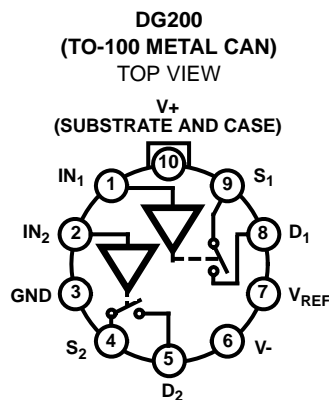 DG200
(TO-100 METAL CAN)
TOP VIEW
V+
(SUBSTRATE AND CASE)
10
IN1 1 9 S1
IN2 2 8 D1
GND 3 7 VREF
S2 4 6 V-
5
D2